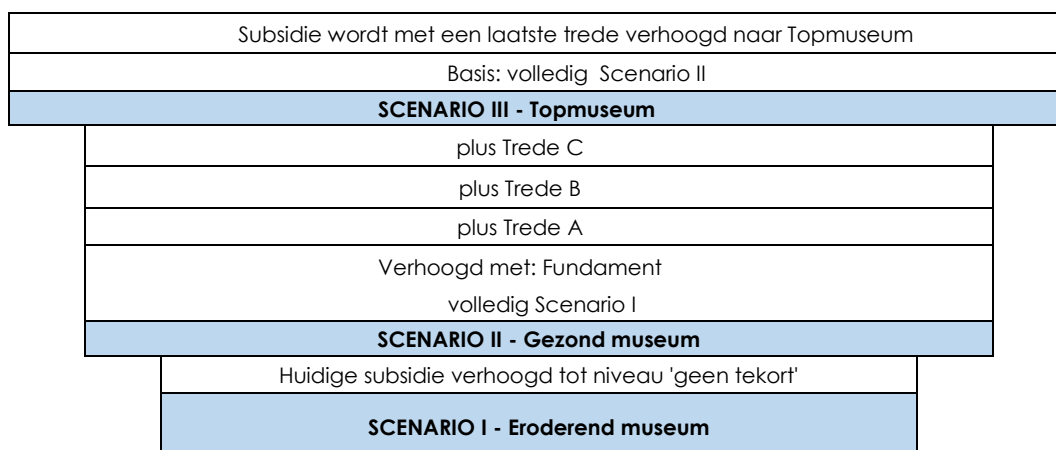 Subsidie wordt met een laatste trede verhoogd naar Topmuseum
Basis: volledig Scenario II
SCENARIO III - Topmuseum
plus Trede C
plus Trede B
plus Trede A
Verhoogd met: Fundament
volledig Scenario I
SCENARIO II - Gezond museum
Huidige subsidie verhoogd tot niveau 'geen tekort'
SCENARIO I - Eroderend museum